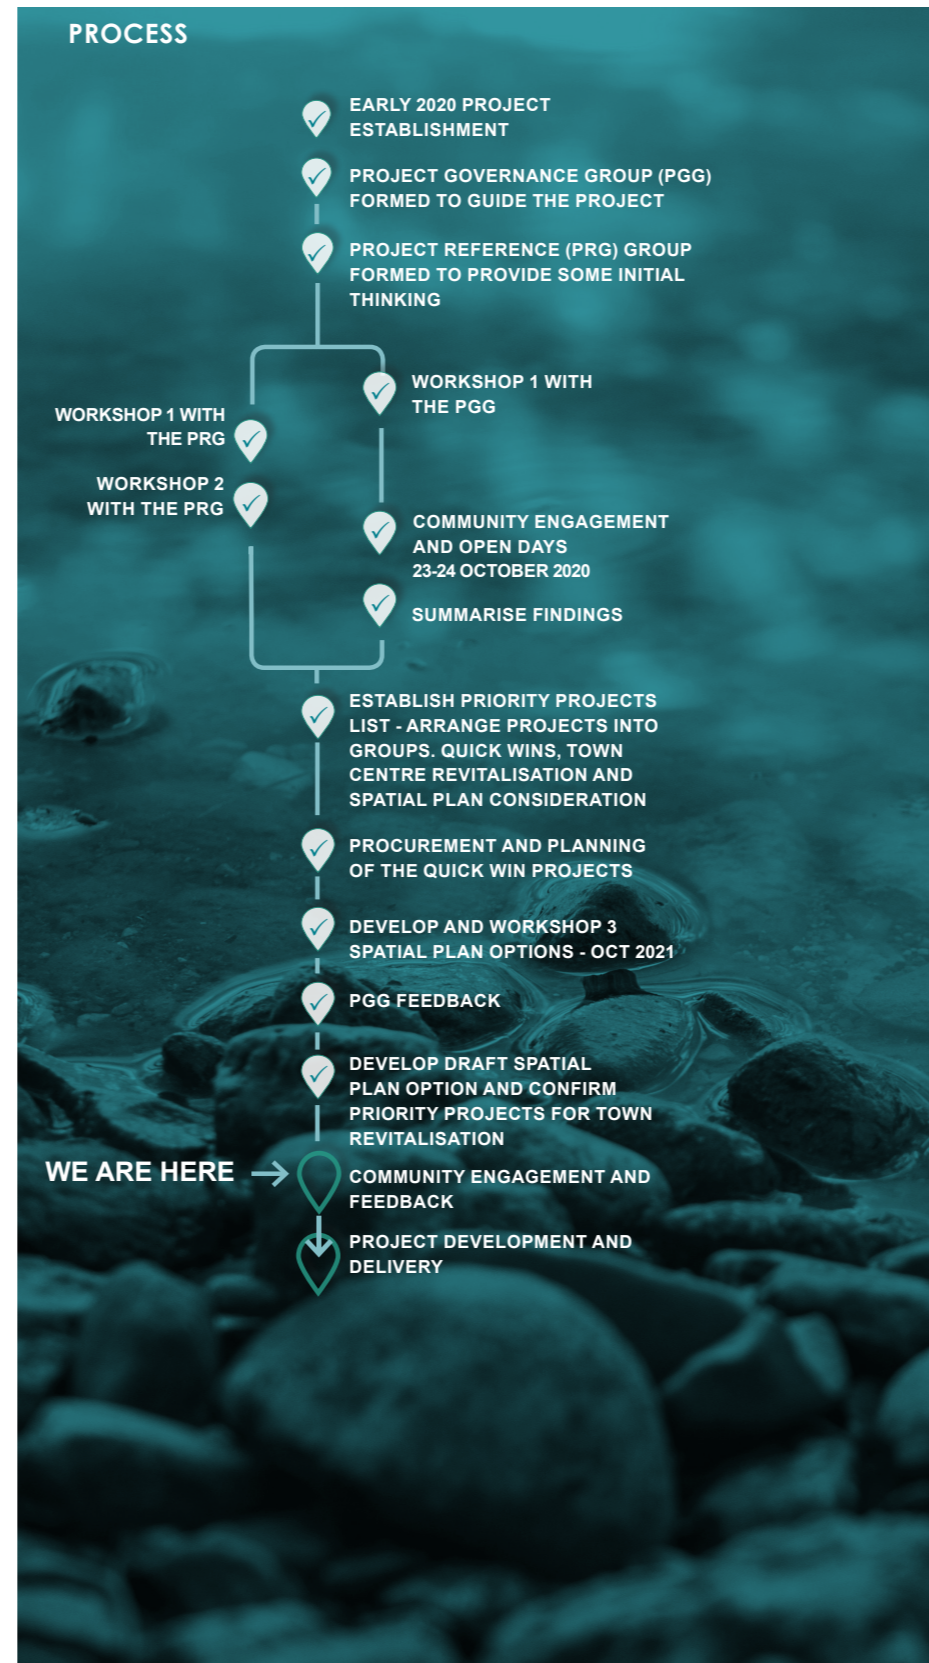 PROCESS
EARLY 2020 PROJECT
ESTABLISHMENT
PROJECT GOVERNANCE GROUP (PGG)
FORMED TO GUIDE THE PROJECT
PROJECT REFERENCE (PRG) GROUP
FORMED TO PROVIDE SOME INITIAL
THINKING
WORKSHOP 1 WITH
THE PGG
WORKSHOP 1 WITH
THE PRG
WORKSHOP 2
WITH THE PRG
COMMUNITY ENGAGEMENT
AND OPEN DAYS
23-24 OCTOBER 2020
SUMMARISE FINDINGS
ESTABLISH PRIORITY PROJECTS
LIST - ARRANGE PROJECTS INTO
GROUPS. QUICK WINS, TOWN
CENTRE REVITALISATION AND
SPATIAL PLAN CONSIDERATION
PROCUREMENT AND PLANNING
OF THE QUICK WIN PROJECTS
DEVELOP AND WORKSHOP 3
SPATIAL PLAN OPTIONS - OCT 2021
PGG FEEDBACK
DEVELOP DRAFT SPATIAL
PLAN OPTION AND CONFIRM
PRIORITY PROJECTS FOR TOWN
REVITALISATION
WE ARE HERE
COMMUNITY ENGAGEMENT AND
FEEDBACK
PROJECT DEVELOPMENT AND
DELIVERY